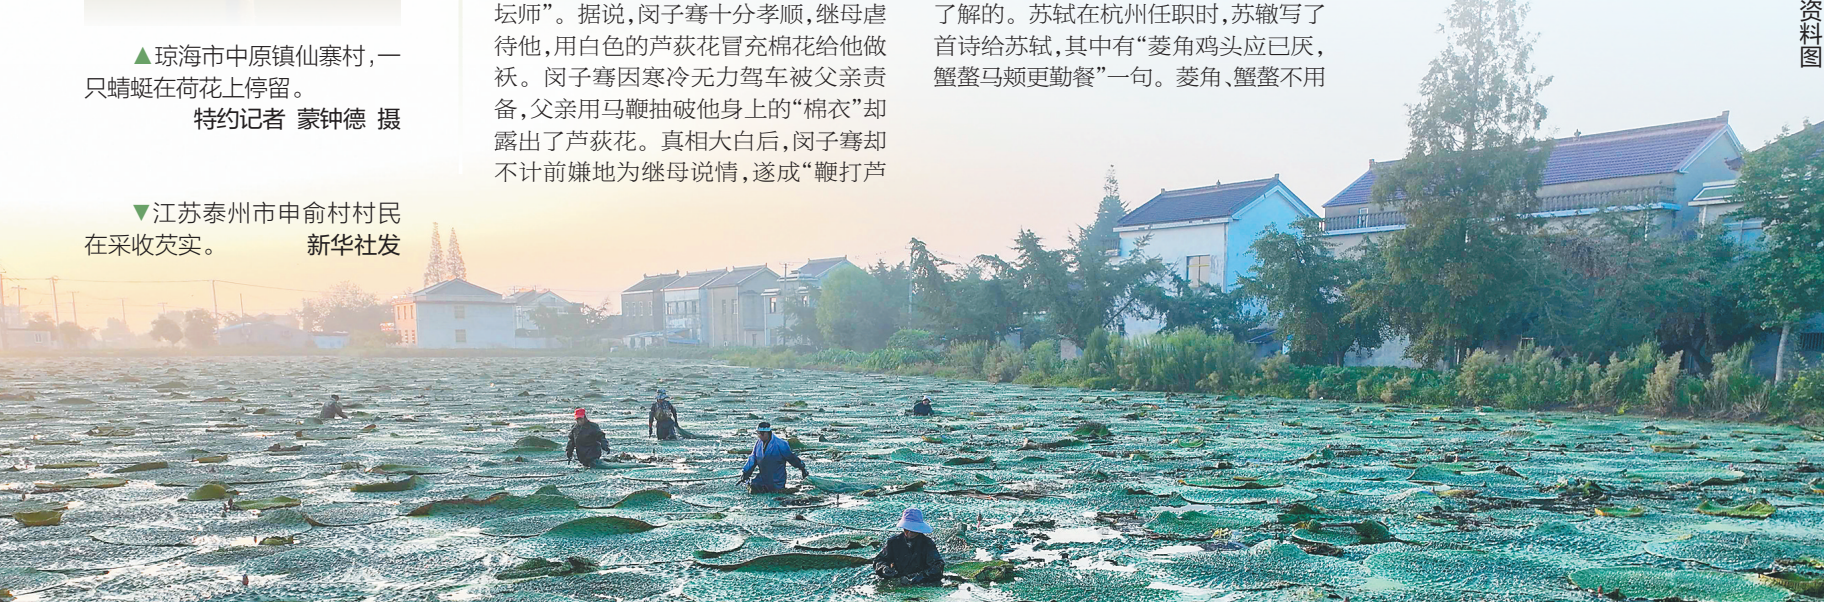 ▲琼海市中原镇仙寨村，一
只蜻蜓在荷花上停留。
特约记者 蒙钟德 摄
▼江苏泰州市申俞村村民
在采收芡实。 新华社发
坛师”。据说，闵子骞十分孝顺，继母虐
待他，用白色的芦荻花冒充棉花给他做
袄。闵子骞因寒冷无力驾车被父亲责
备，父亲用马鞭抽破他身上的“棉衣”却
露出了芦荻花。真相大白后，闵子骞却
不计前嫌地为继母说情，遂成“鞭打芦
了解的。苏轼在杭州任职时，苏辙写了
首诗给苏轼，其中有“菱角鸡头应已厌，
蟹螯马颊更勤餐”一句。菱角、蟹螯不用
资料图